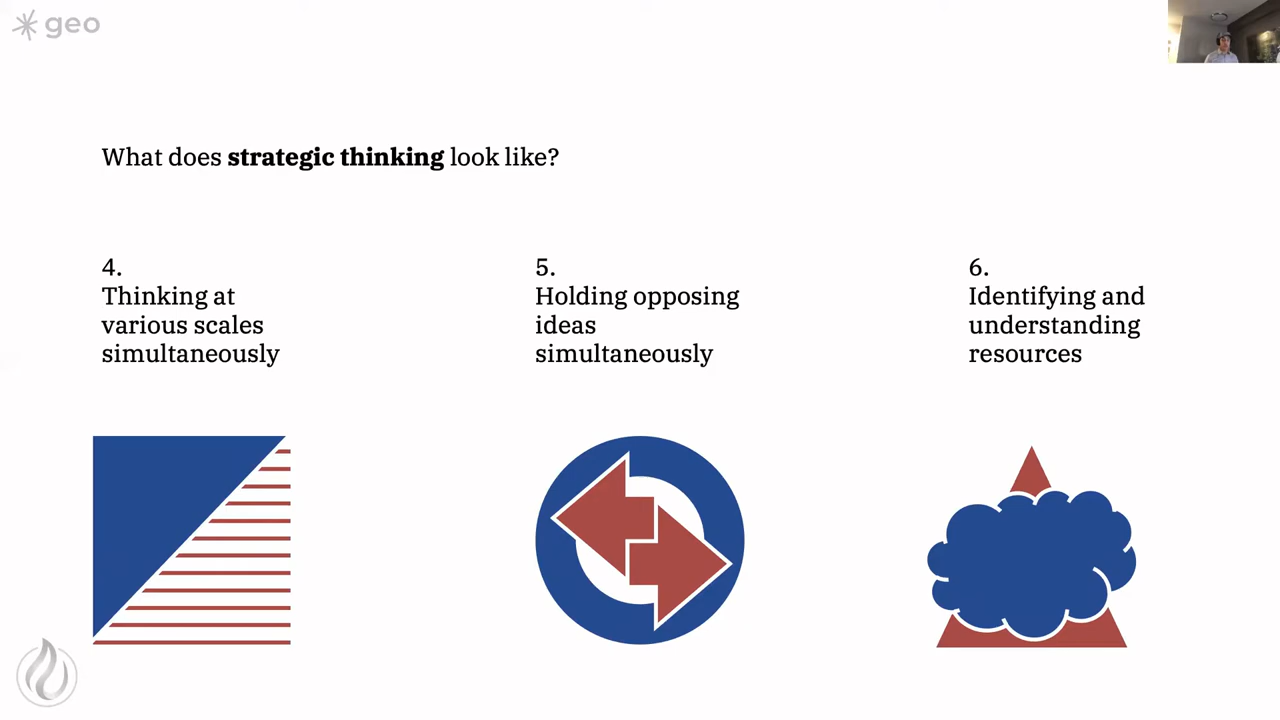 geo
What does strategic thinking look like?
4.
Thinking at
various scales
simultaneously
5.
Holding opposing
ideas
simultaneously
6.
Identifying and
understanding
resources